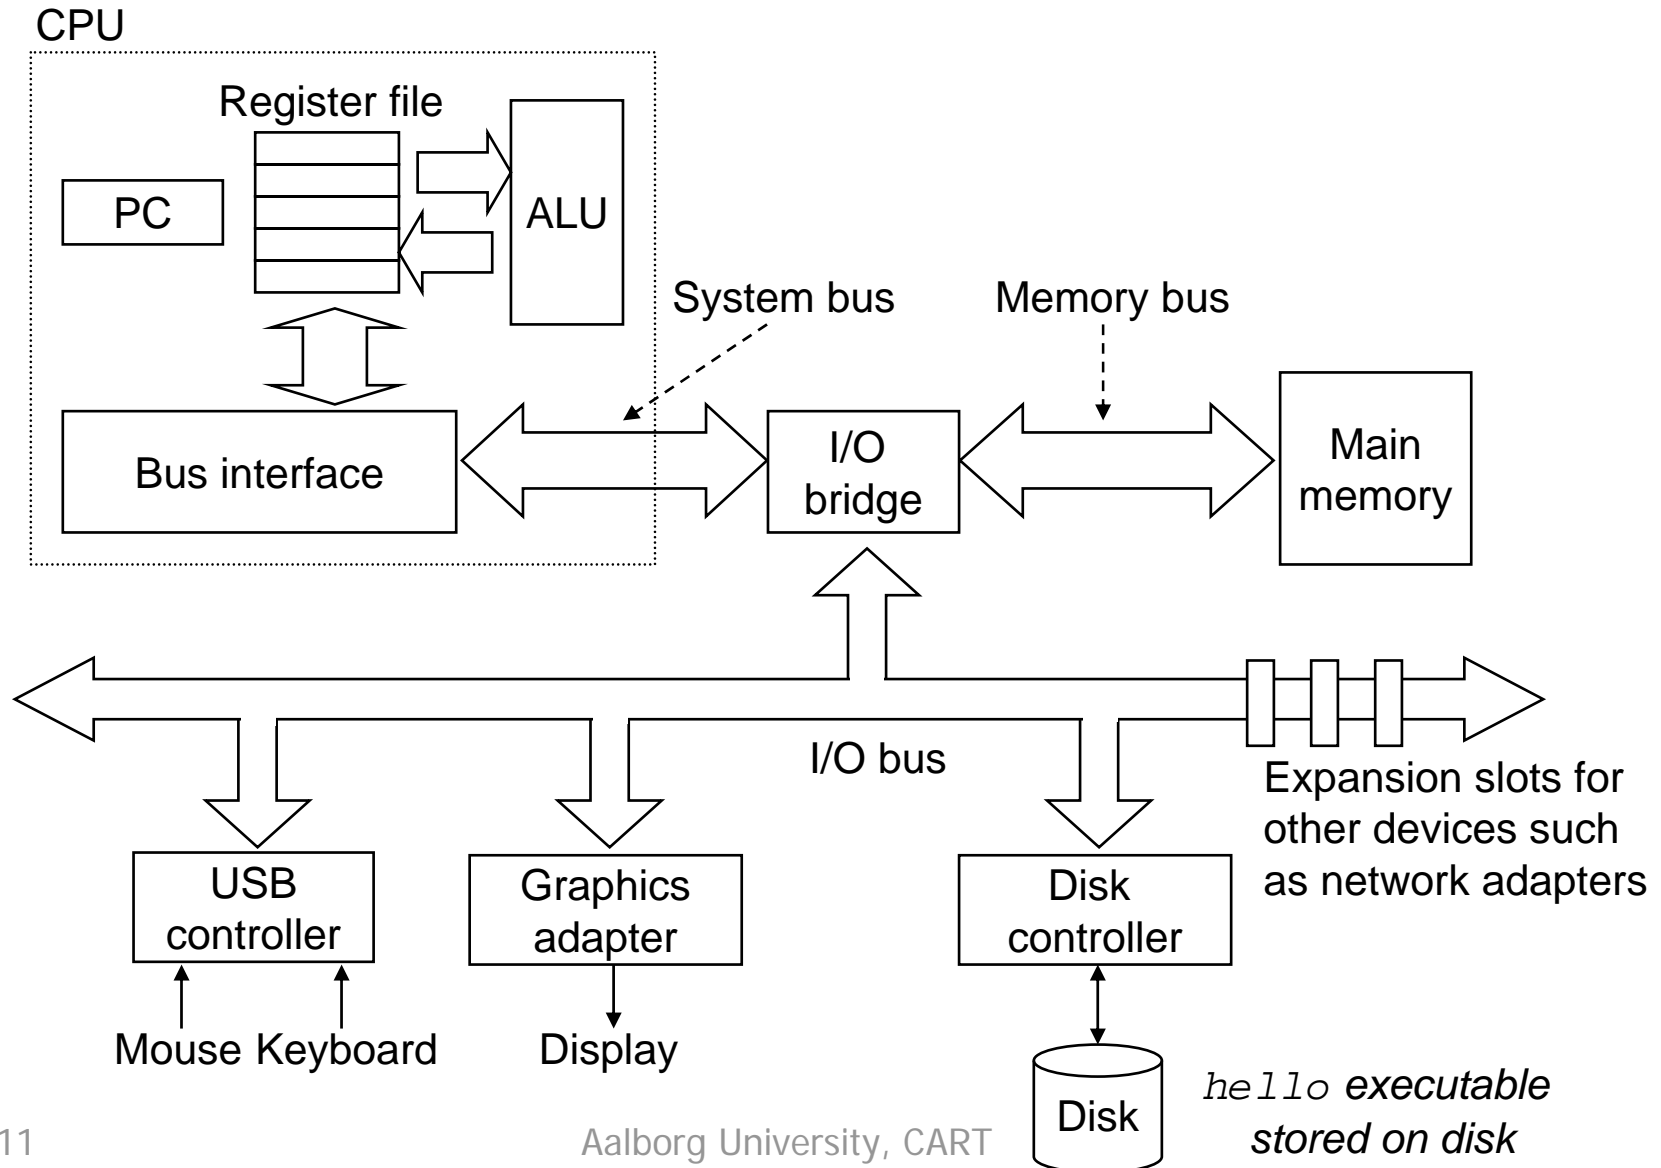 CPU
Register file
PC
ALU
System bus
Memory bus
Bus interface
I/O
bridge
Main
memory
I/O bus
Expansion slots for
other devices such
as network adapters
USB
controller
Graphics
adapter
Disk
controller
Mouse Keyboard
Display
Disk
hello executable
stored on disk
11
Aalborg University, CART